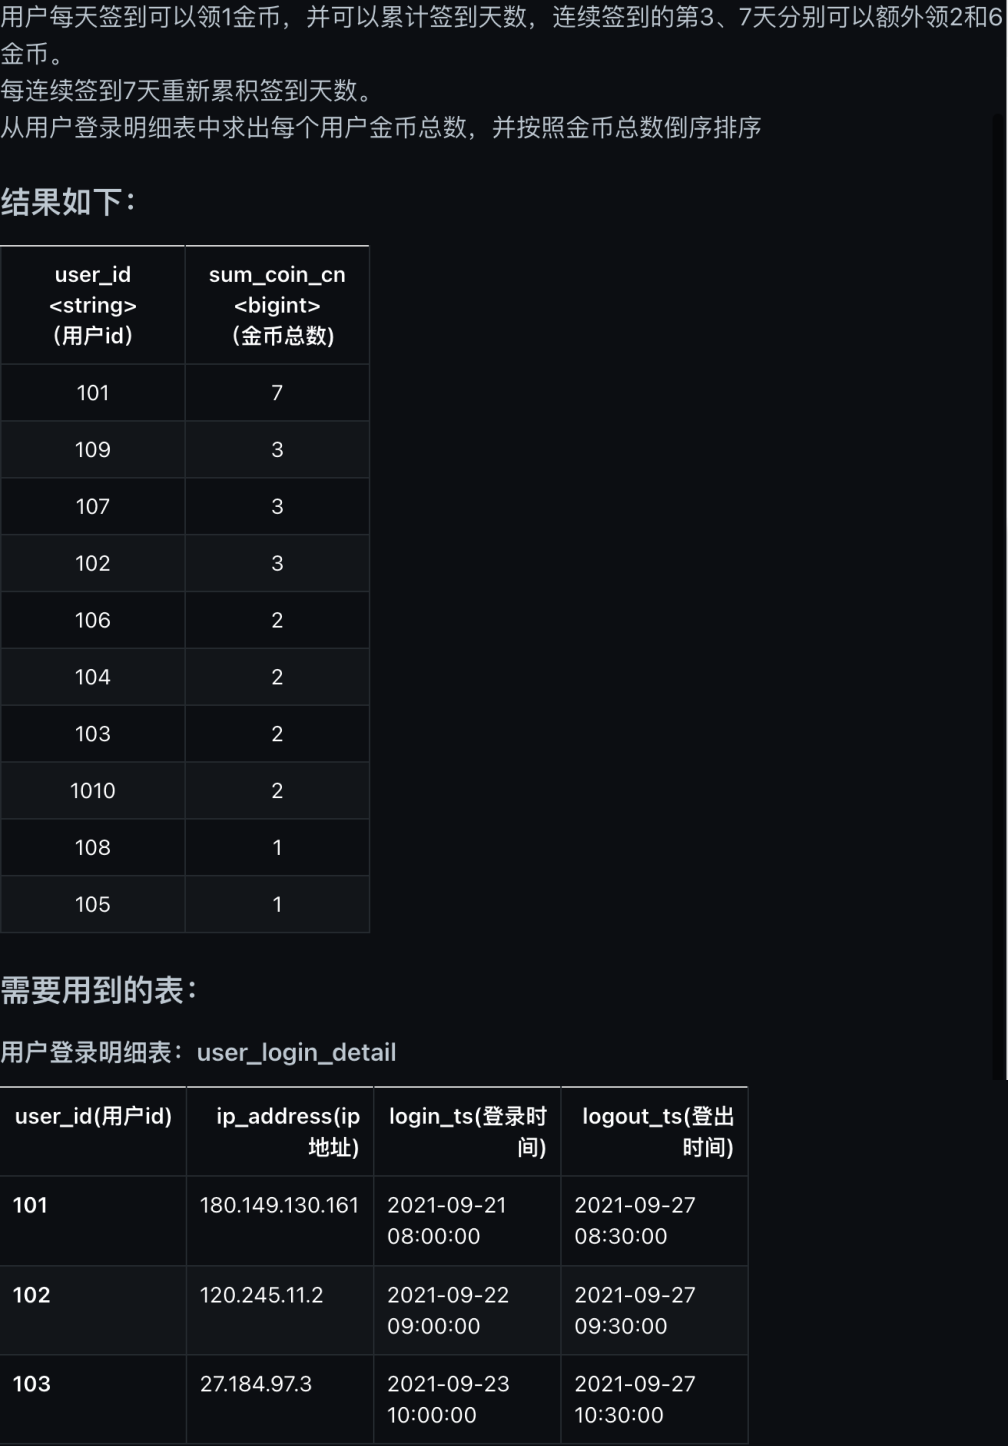 用户每天签到可以领1金币，并可以累计签到天数，连续签到的第3、7天分别可以额外领2和6
金币。
每连续签到7天重新累积签到天数。
从用户登录明细表中求出每个用户金币总数，并按照金币总数倒序排序
结果如下：
user_id
<string>
（用户id）
sum_coin_cn
<bigint>
（金币总数)
101 7
109 3
107 3
102 3
106 2
104 2
103 2
1010 2
108 1
105 1
需要用到的表：
用户登录明细表：user_login_detail
user_id(用户id)
ip_address(ip
地址)
login_ts(登录时
间)
logout_ts(登出
时间)
101 180.149.130.161 2021-09-21 2021-09-27
08:00:00 08:30:00
102 120.245.11.2 2021-09-22 2021-09-27
09:00:00 09:30:00
103 27.184.97.3 2021-09-23 2021-09-27
10:00:00 10:30:00